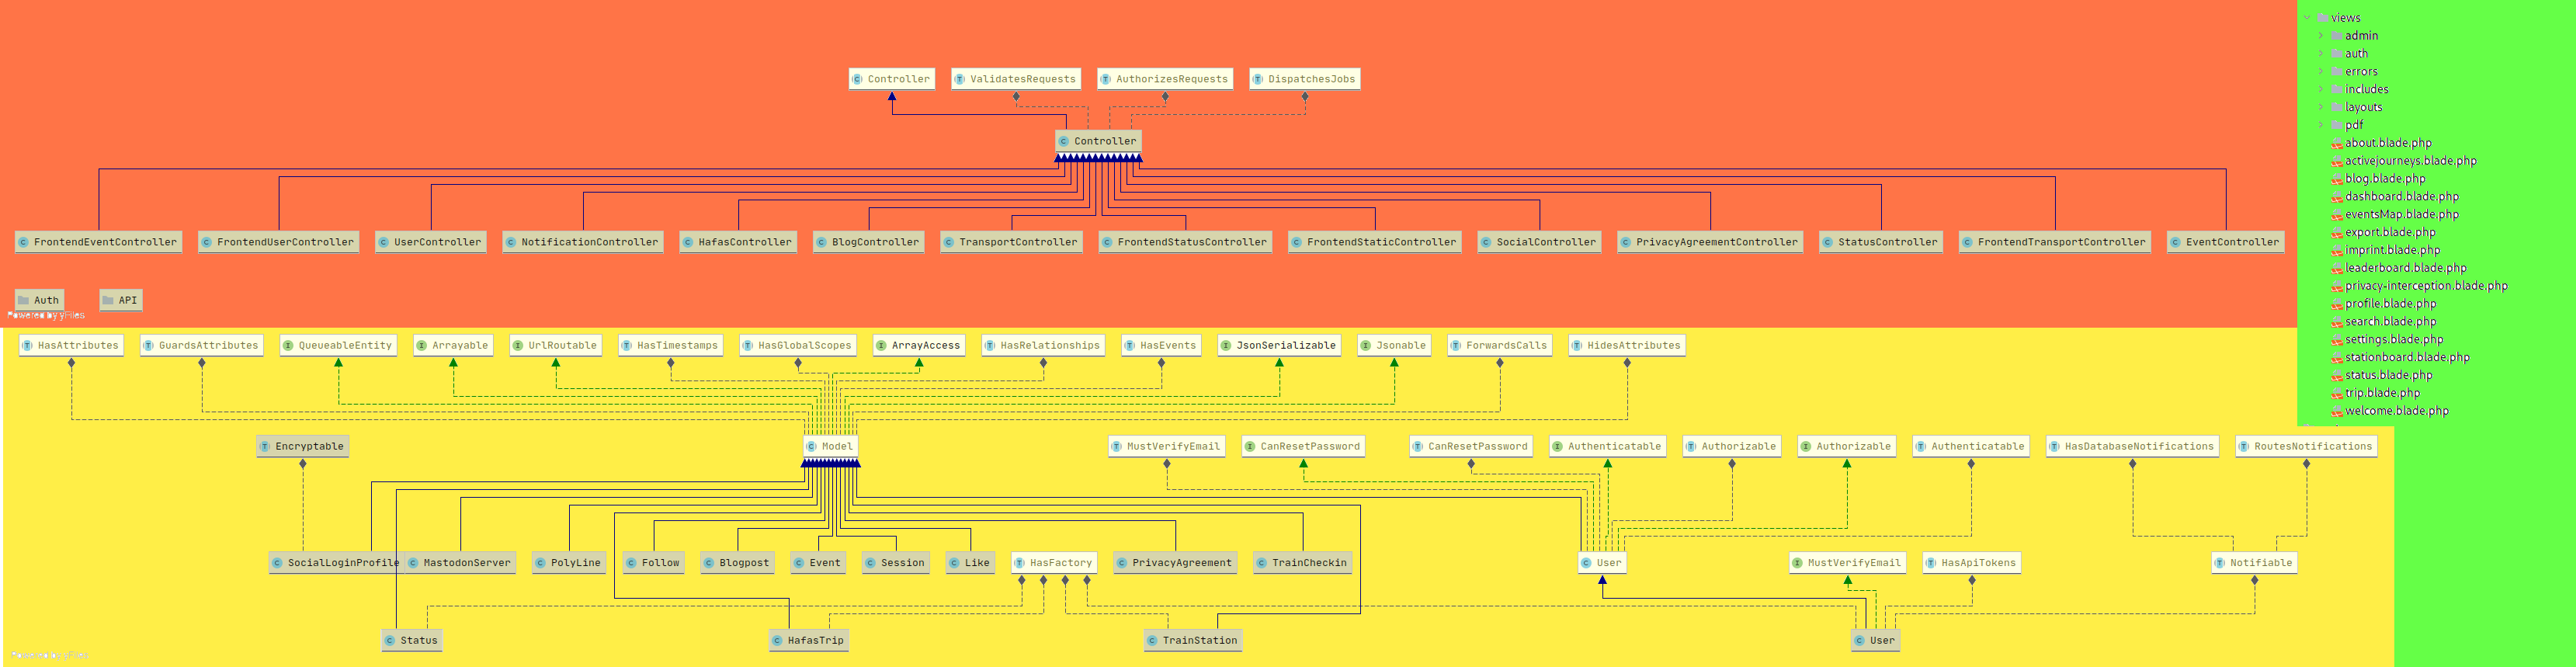 Controller
ValidatesRequests
AuthorizesRequests
DispatchesJobs
Controller
FrontendEventController
FrontendUserController
UserController
NotificationController
HafasController
BlogController
TransportController
FrontendStatusController
FrontendStaticController
SocialController
PrivacyAgreementController
StatusController
FrontendTransportController
EventController
Auth
API
Powered by yFiles
views
admin
auth
errors
includes
layouts
pdf
about.blade.php
activejourneys.blade.php
blog.blade.php
dashboard.blade.php
eventsMap.blade.php
export.blade.php
imprint.blade.php
leaderboard.blade.php
privacy-interception.blade.php
profile.blade.php
search.blade.php
settings.blade.php
stationboard.blade.php
status.blade.php
trip.blade.php
welcome.blade.php
HasAttributes
GuardsAttributes
QueueableEntity
Arrayable
UrlRoutable
HasTimestamps
HasGlobalScopes
ArrayAccess
HasRelationships
HasEvents
JsonSerializable
Jsonable
ForwardsCalls
HidesAttributes
Encryptable
Model
MustVerifyEmail
CanResetPassword
CanResetPassword
Authenticatable
Authorizable
Authorizable
Authenticatable
HasDatabaseNotifications
RoutesNotifications
SocialLoginProfile
MastodonServer
PolyLine
Follow
Blogpost
Event
Session
Like
HasFactory
PrivacyAgreement
TrainCheckin
User
MustVerifyEmail
HasApiTokens
Notifiable
Status
HafasTrip
TrainStation
User
Powered by yFiles